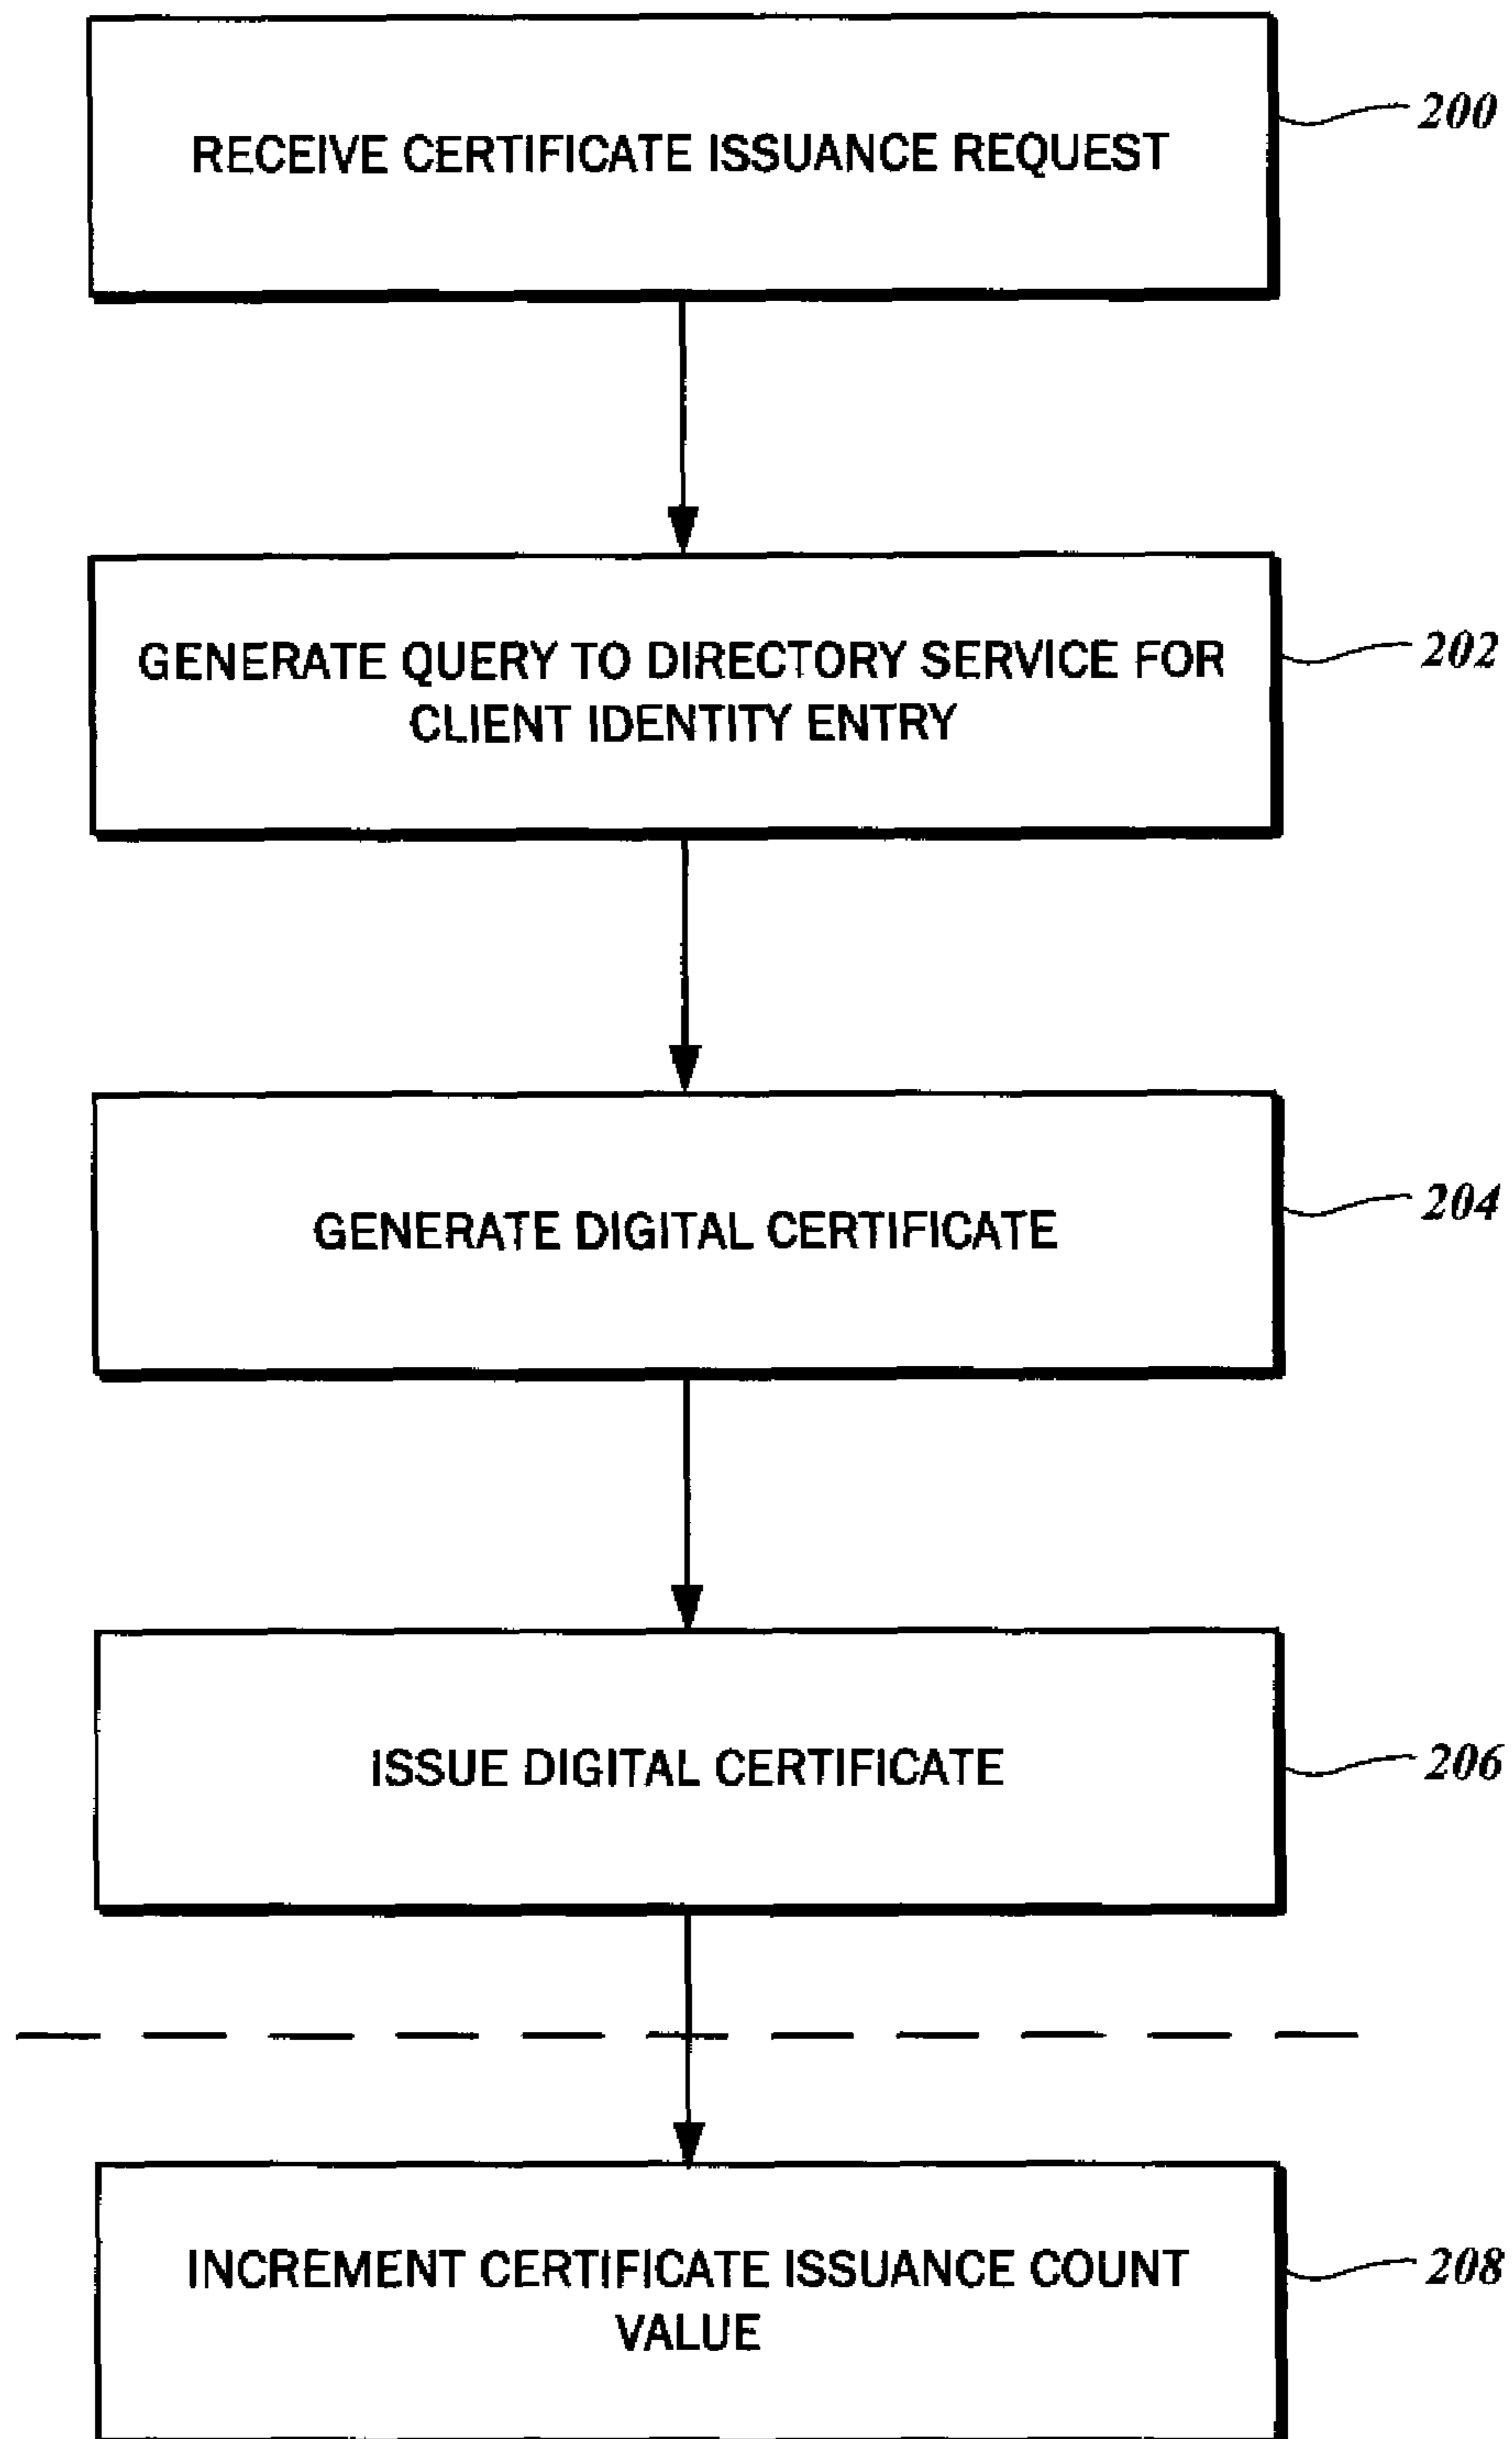 RECEIVE CERTIFICATE ISSUANCE REQUEST
200
GENERATE QUERY TO DIRECTORY SERVICE FOR
CLIENT IDENTITY ENTRY
202
GENERATE DIGITAL CERTIFICATE
204
ISSUE DIGITAL CERTIFICATE
206
INCREMENT CERTIFICATE ISSUANCE COUNT
VALUE
208